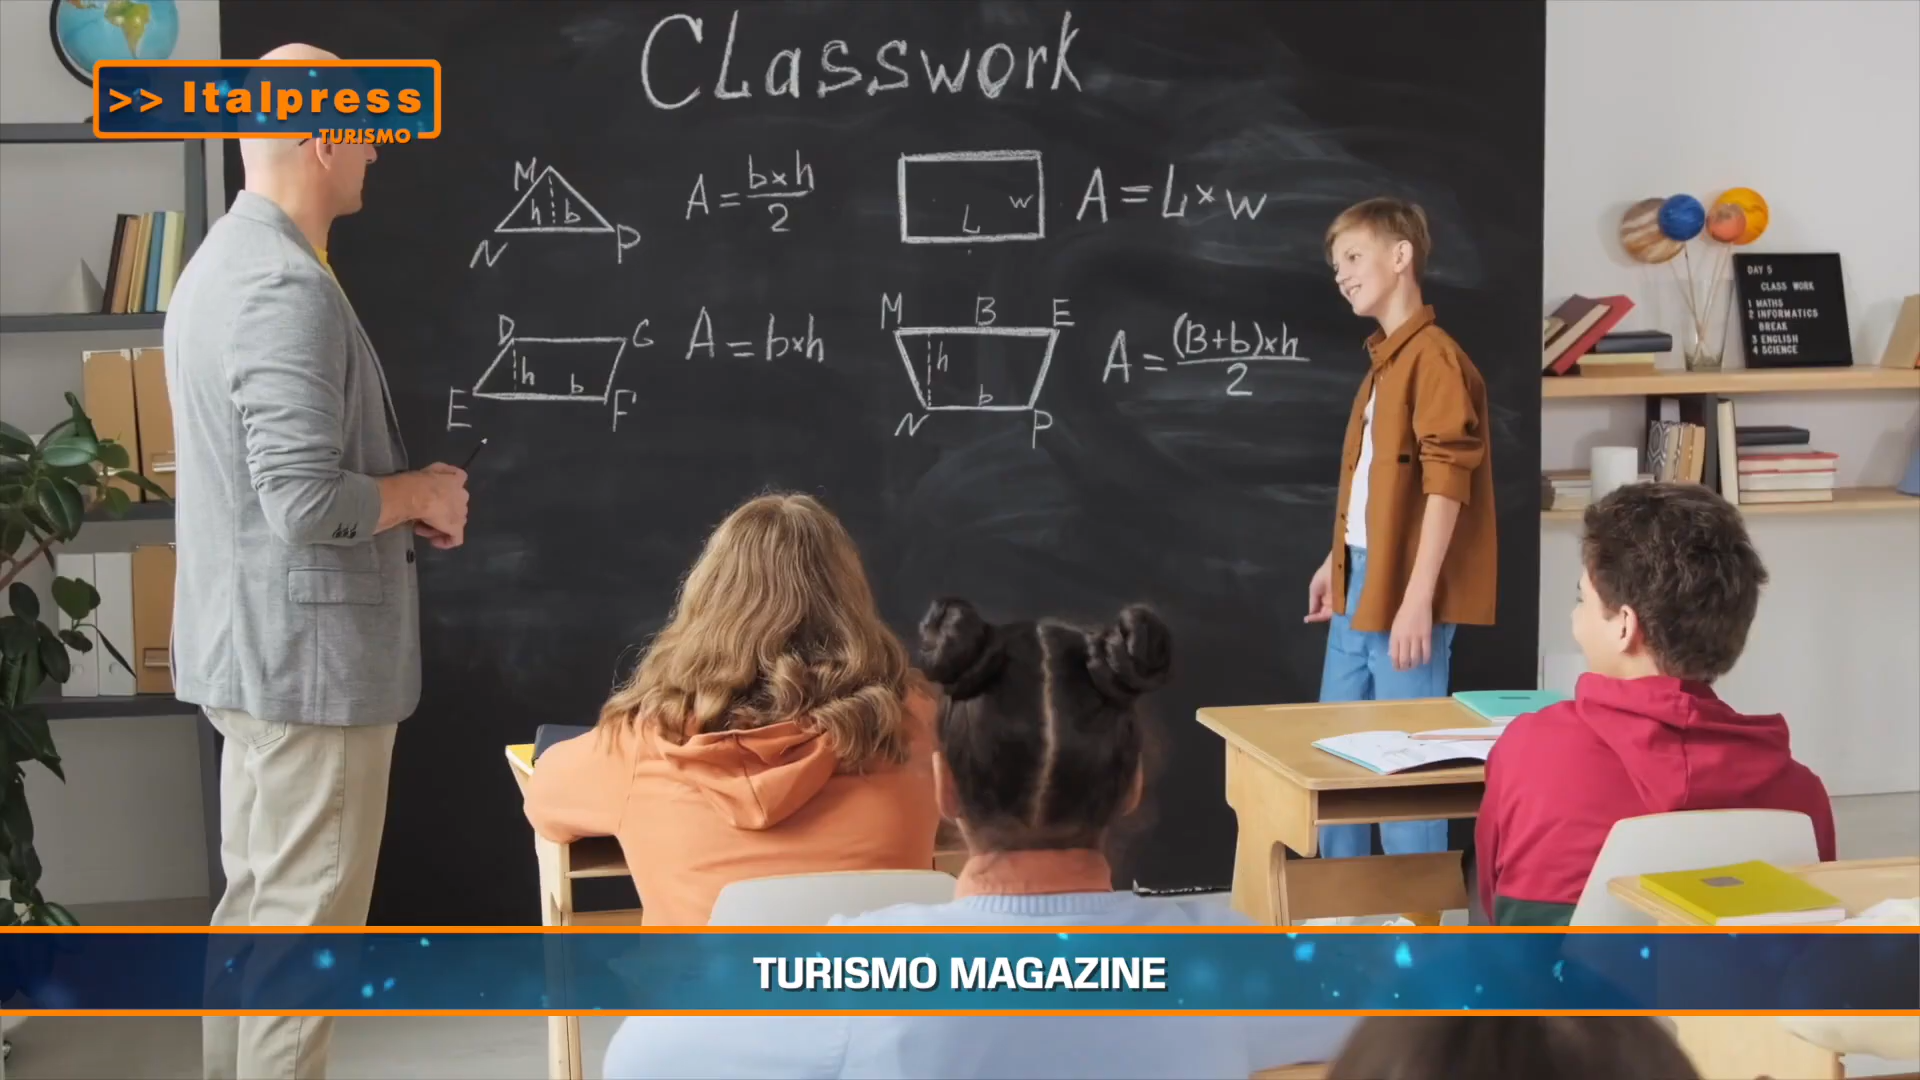 Classwork
>> Italpress
TURISMO
M
h b
N P
A = b×h
2
L w
A = L×w
D C
h b
E F
A = b×h
M B E
h
b
N P
A = (B+b)×h
2
DAY 5
CLASS WORK
1 MATHS
2 INFORMATICS
BREAK
3 ENGLISH
4 SCIENCE
TURISMO MAGAZINE